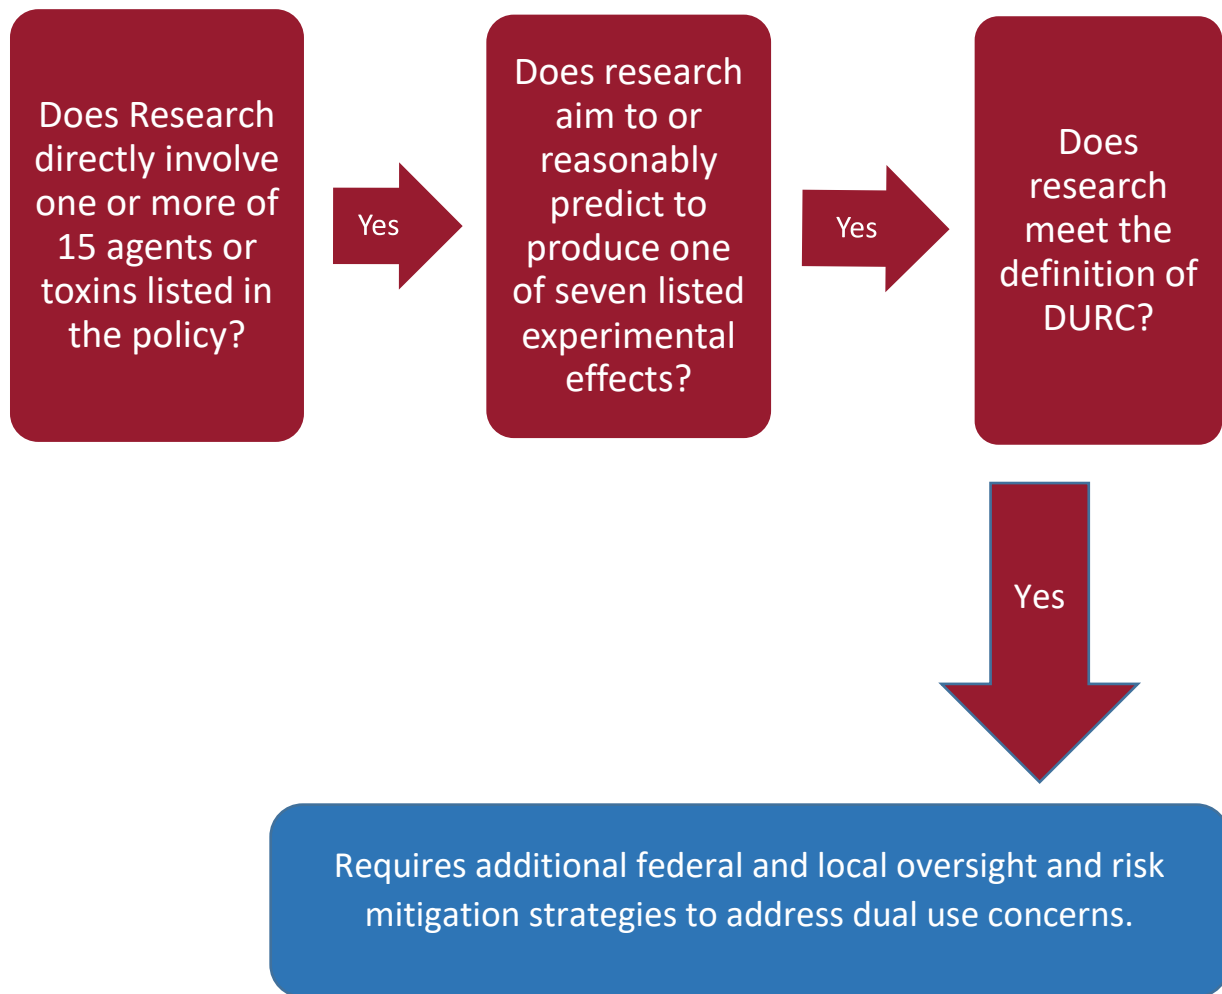 Does Research
directly involve
one or more of
15 agents or
toxins listed in
the policy?
Yes
Does research
aim to or
reasonably
predict to
produce one
of seven listed
experimental
effects?
Yes
Does
research
meet the
definition of
DURC?
Yes
Requires additional federal and local oversight and risk
mitigation strategies to address dual use concerns.